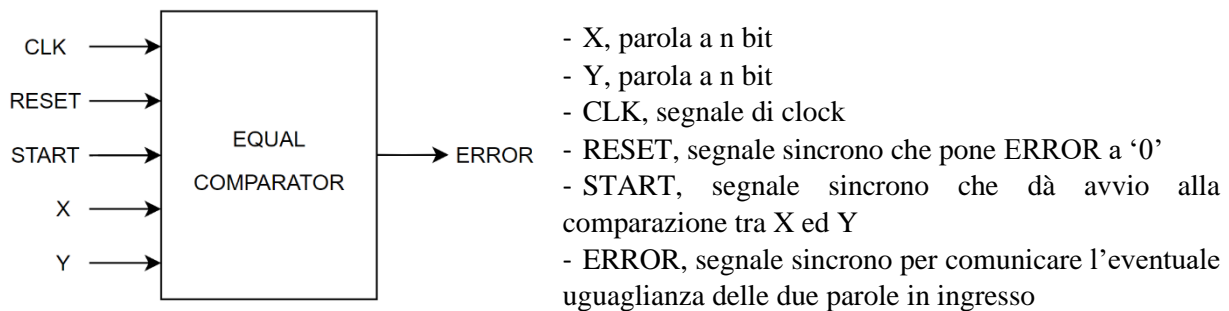 CLK
RESET
START
X
Y
EQUAL
COMPARATOR
ERROR
- X, parola a n bit
- Y, parola a n bit
- CLK, segnale di clock
- RESET, segnale sincrono che pone ERROR a ‘0’
- START, segnale sincrono che dà avvio alla
comparazione tra X ed Y
- ERROR, segnale sincrono per comunicare l’eventuale
uguaglianza delle due parole in ingresso